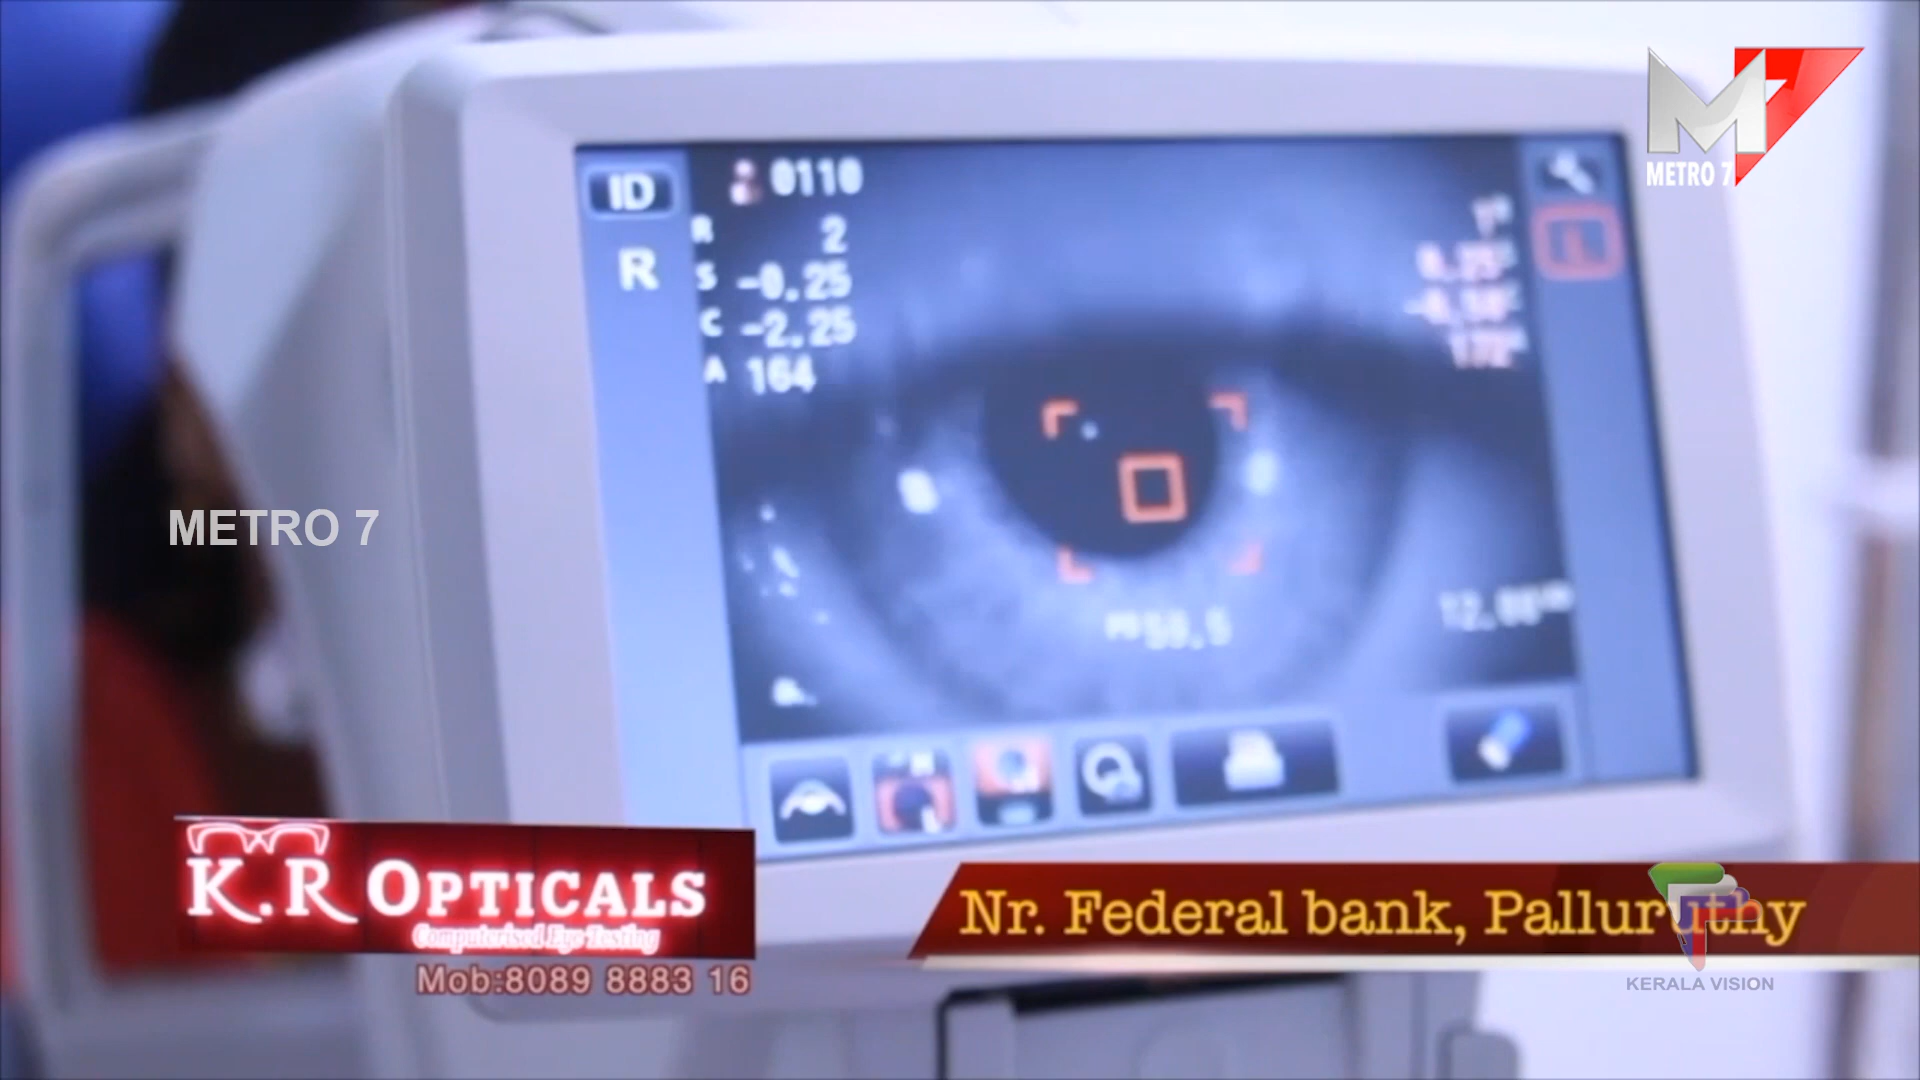 METRO 7
ID
0110
R
R 2
S -0.25
C -2.25
A 164
L
METRO 7
K.R OPTICALS
Computerised Eye Testing
Mob:8089 8883 16
Nr. Federal bank, Palluruthy
KERALA VISION